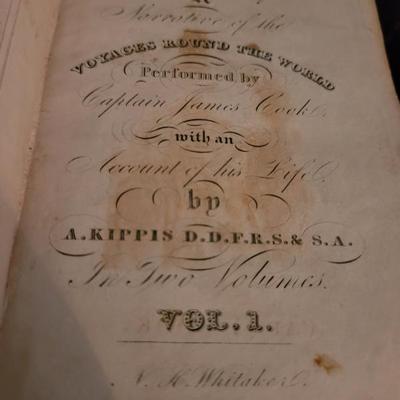 A
Narrative of the
VOYAGES ROUND THE WORLD
Performed by
Captain James Cook.
with an
Account of his Life
by
A. KIPPIS D.D.F.R.S. & S.A.
In Two Volumes.
VOL. 1.
N. H. Whitaker.